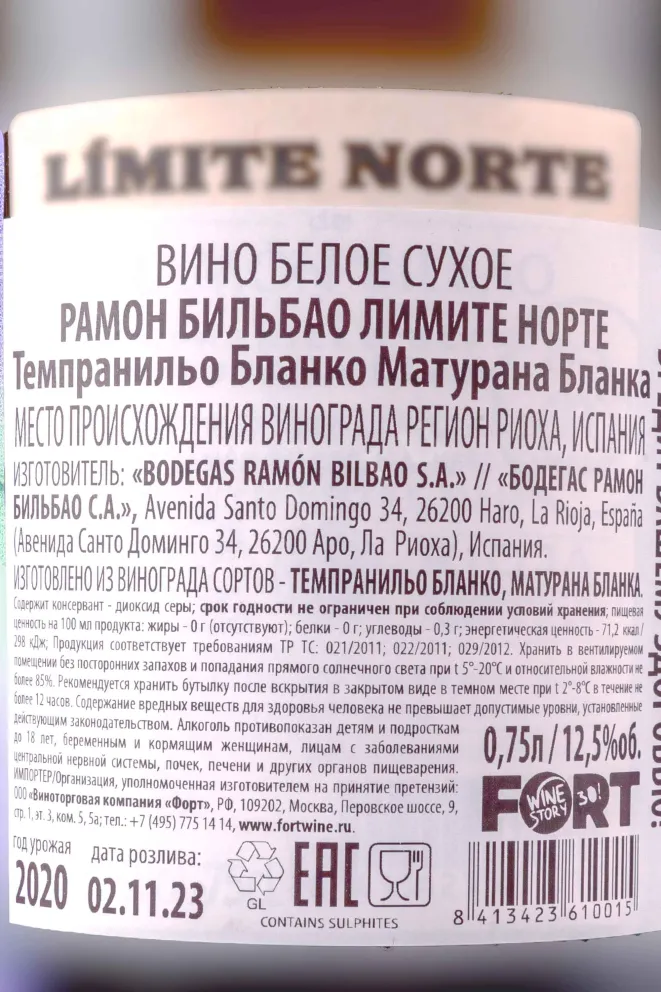 LÍMITE NORTE
ВИНО БЕЛОЕ СУХОЕ
РАМОН БИЛЬБАО ЛИМИТЕ НОРТЕ
Темпранильо Бланко Матурана Бланка
МЕСТО ПРОИСХОЖДЕНИЯ ВИНОГРАДА РЕГИОН РИОХА, ИСПАНИЯ
ИЗГОТОВИТЕЛЬ: «BODEGAS RAMÓN BILBAO S.A.» // «БОДЕГАС РАМОН
БИЛЬБАО С.А.», Avenida Santo Domingo 34, 26200 Haro, La Rioja, España
(Авенида Санто Доминго 34, 26200 Аро, Ла Риоха), Испания.
ИЗГОТОВЛЕНО ИЗ ВИНОГРАДА СОРТОВ - ТЕМПРАНИЛЬО БЛАНКО, МАТУРАНА БЛАНКА.
Содержит консервант - диоксид серы; срок годности не ограничен при соблюдении условий хранения; пищевая
ценность на 100 мл продукта: жиры - 0 г (отсутствуют); белки - 0 г; углеводы - 0,3 г; энергетическая ценность - 71,2 ккал/
298 кДж; Продукция соответствует требованиям ТР ТС: 021/2011; 022/2011; 029/2012. Хранить в вентилируемом
помещении без посторонних запахов и попадания прямого солнечного света при t 5°-20°С и относительной влажности не
более 85%. Рекомендуется хранить бутылку после вскрытия в закрытом виде в темном месте при t 2°-8°С в течение не
более 12 часов. Содержание вредных веществ для здоровья человека не превышает допустимые уровни, установленные
действующим законодательством. Алкоголь противопоказан детям и подросткам
до 18 лет, беременным и кормящим женщинам, лицам с заболеваниями
центральной нервной системы, почек, печени и других органов пищеварения.
ИМПОРТЕР/Организация, уполномоченная изготовителем на принятие претензий:
ООО «Виноторговая компания «Форт», РФ, 109202, Москва, Перовское шоссе, 9,
стр. 1, эт. 3, ком. 5, 5а; тел.: +7 (495) 775 14 14, www.fortwine.ru.
0,75л / 12,5%об.
FORT
WINE
STORY
30!
год урожая
2020
дата розлива:
02.11.23
GL
EAC
CONTAINS SULPHITES
8 413423 610015